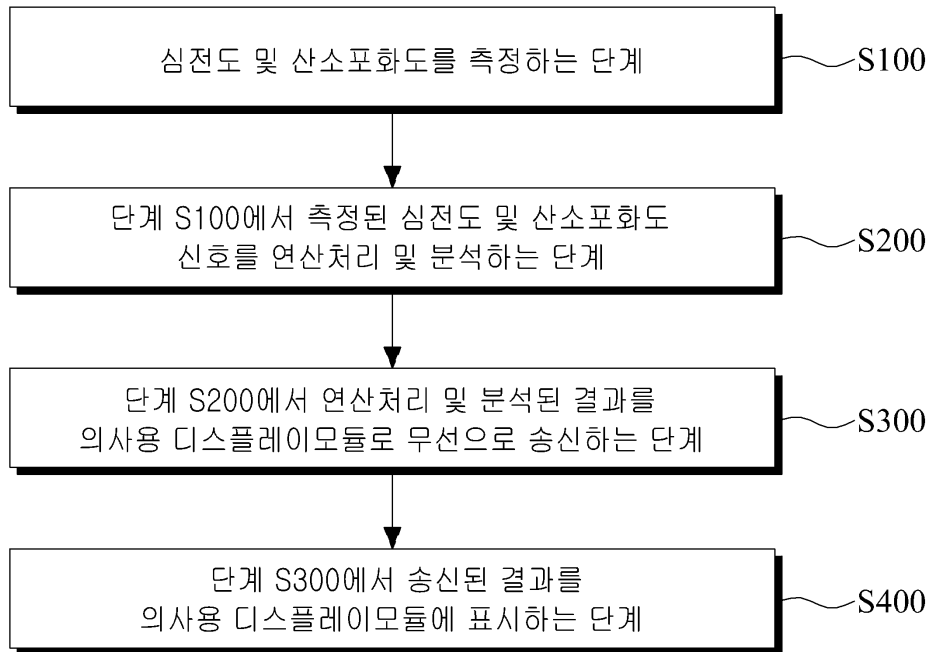 심전도 및 산소포화도를 측정하는 단계
S100
단계 S100에서 측정된 심전도 및 산소포화도
신호를 연산처리 및 분석하는 단계
S200
단계 S200에서 연산처리 및 분석된 결과를
의사용 디스플레이모듈로 무선으로 송신하는 단계
S300
단계 S300에서 송신된 결과를
의사용 디스플레이모듈에 표시하는 단계
S400